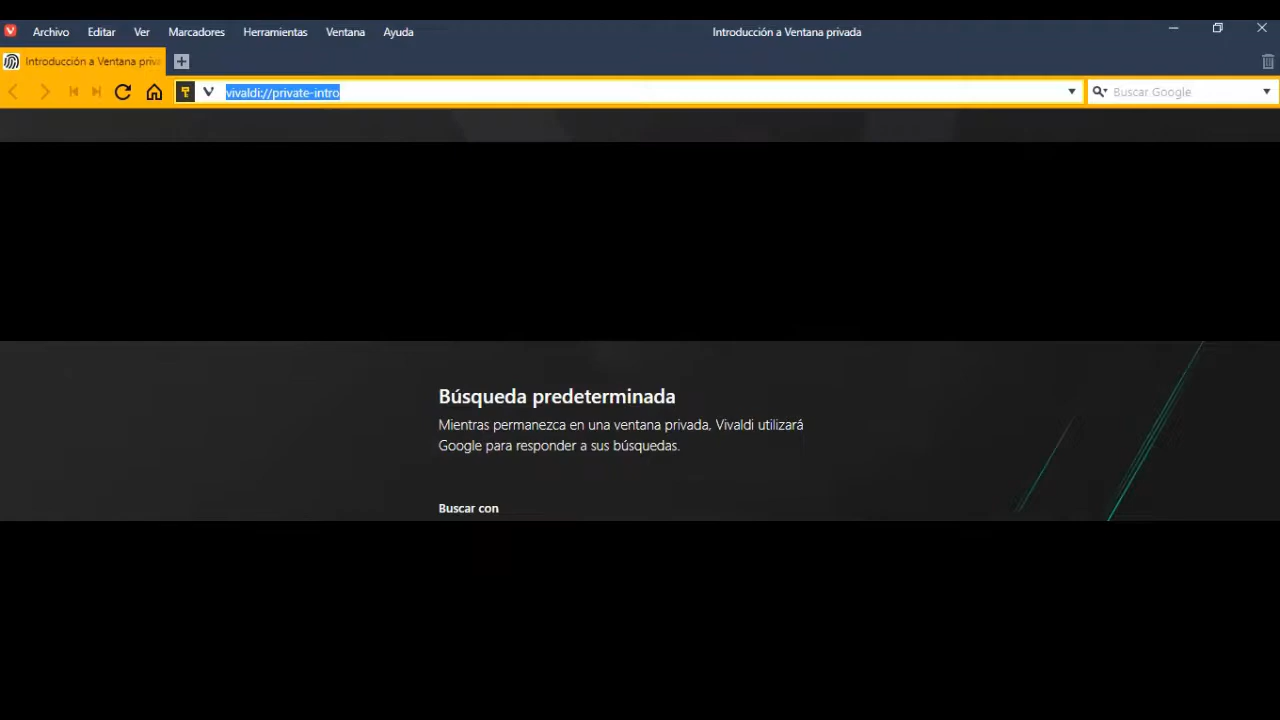 Archivo Editar Ver Marcadores Herramientas Ventana Ayuda Introducción a Ventana privada
Introducción a Ventana priva
vivaldi://private-intro Buscar Google
Búsqueda predeterminada
Mientras permanezca en una ventana privada, Vivaldi utilizará
Google para responder a sus búsquedas.
Buscar con